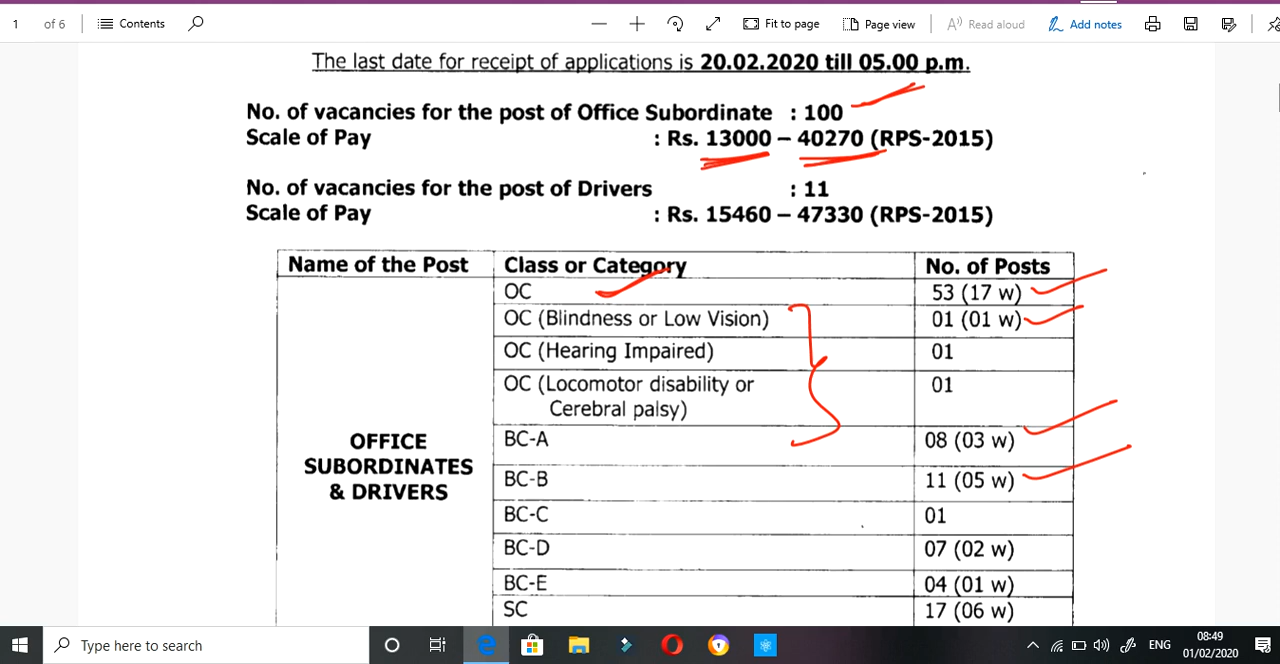 1 of 6 Contents Fit to page Page view Read aloud Add notes
The last date for receipt of applications is 20.02.2020 till 05.00 p.m.
No. of vacancies for the post of Office Subordinate : 100
Scale of Pay : Rs. 13000 – 40270 (RPS-2015)
No. of vacancies for the post of Drivers : 11
Scale of Pay : Rs. 15460 – 47330 (RPS-2015)
Name of the Post Class or Category No. of Posts
OC 53 (17 w)
OC (Blindness or Low Vision) 01 (01 w)
OC (Hearing Impaired) 01
OC (Locomotor disability or 01
Cerebral palsy)
OFFICE BC-A 08 (03 w)
SUBORDINATES
& DRIVERS BC-B 11 (05 w)
BC-C 01
BC-D 07 (02 w)
BC-E 04 (01 w)
SC 17 (06 w)
Type here to search ENG 08:49
01/02/2020